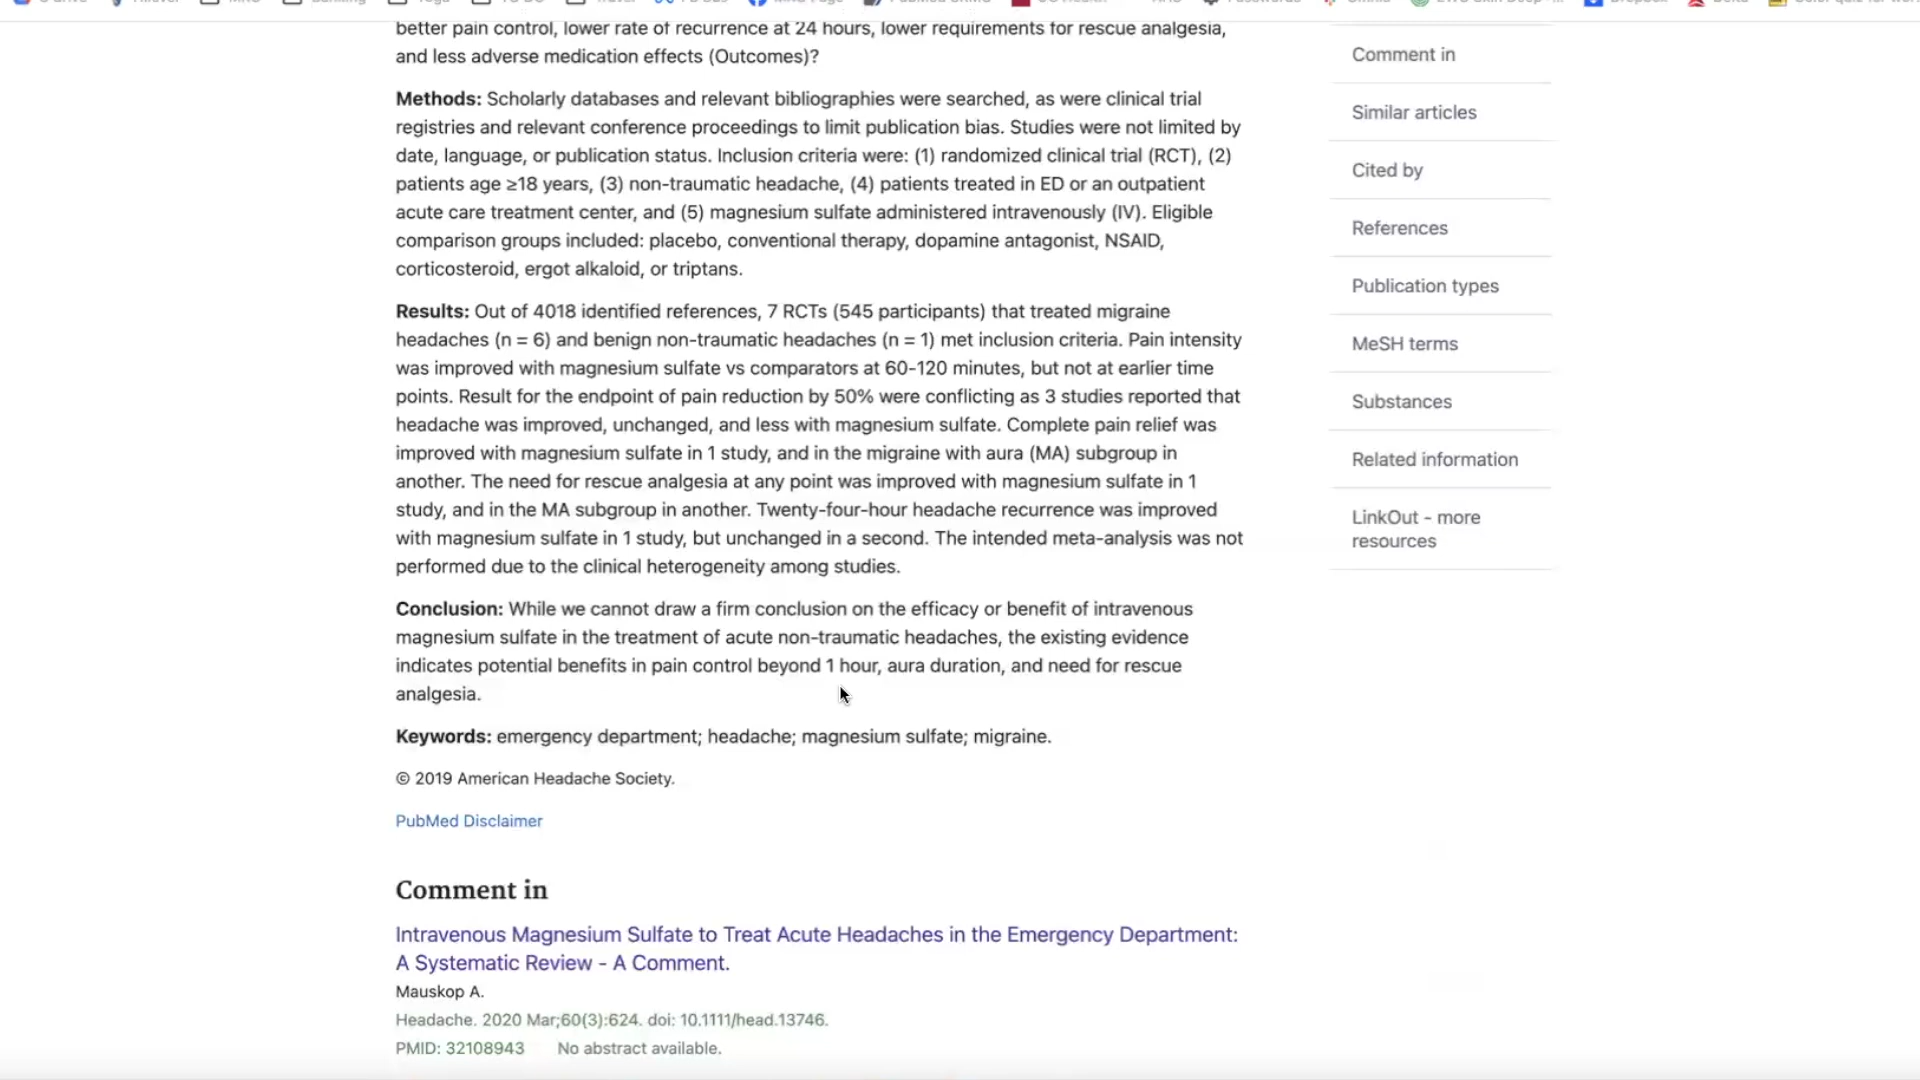 better pain control, lower rate of recurrence at 24 hours, lower requirements for rescue analgesia,
and less adverse medication effects (Outcomes)?
Methods: Scholarly databases and relevant bibliographies were searched, as were clinical trial
registries and relevant conference proceedings to limit publication bias. Studies were not limited by
date, language, or publication status. Inclusion criteria were: (1) randomized clinical trial (RCT), (2)
patients age ≥18 years, (3) non-traumatic headache, (4) patients treated in ED or an outpatient
acute care treatment center, and (5) magnesium sulfate administered intravenously (IV). Eligible
comparison groups included: placebo, conventional therapy, dopamine antagonist, NSAID,
corticosteroid, ergot alkaloid, or triptans.
Results: Out of 4018 identified references, 7 RCTs (545 participants) that treated migraine
headaches (n = 6) and benign non-traumatic headaches (n = 1) met inclusion criteria. Pain intensity
was improved with magnesium sulfate vs comparators at 60-120 minutes, but not at earlier time
points. Result for the endpoint of pain reduction by 50% were conflicting as 3 studies reported that
headache was improved, unchanged, and less with magnesium sulfate. Complete pain relief was
improved with magnesium sulfate in 1 study, and in the migraine with aura (MA) subgroup in
another. The need for rescue analgesia at any point was improved with magnesium sulfate in 1
study, and in the MA subgroup in another. Twenty-four-hour headache recurrence was improved
with magnesium sulfate in 1 study, but unchanged in a second. The intended meta-analysis was not
performed due to the clinical heterogeneity among studies.
Conclusion: While we cannot draw a firm conclusion on the efficacy or benefit of intravenous
magnesium sulfate in the treatment of acute non-traumatic headaches, the existing evidence
indicates potential benefits in pain control beyond 1 hour, aura duration, and need for rescue
analgesia.
Keywords: emergency department; headache; magnesium sulfate; migraine.
© 2019 American Headache Society.
PubMed Disclaimer
Comment in
Intravenous Magnesium Sulfate to Treat Acute Headaches in the Emergency Department:
A Systematic Review - A Comment.
Mauskop A.
Headache. 2020 Mar;60(3):624. doi: 10.1111/head.13746.
PMID: 32108943 No abstract available.
Comment in
Similar articles
Cited by
References
Publication types
MeSH terms
Substances
Related information
LinkOut - more
resources